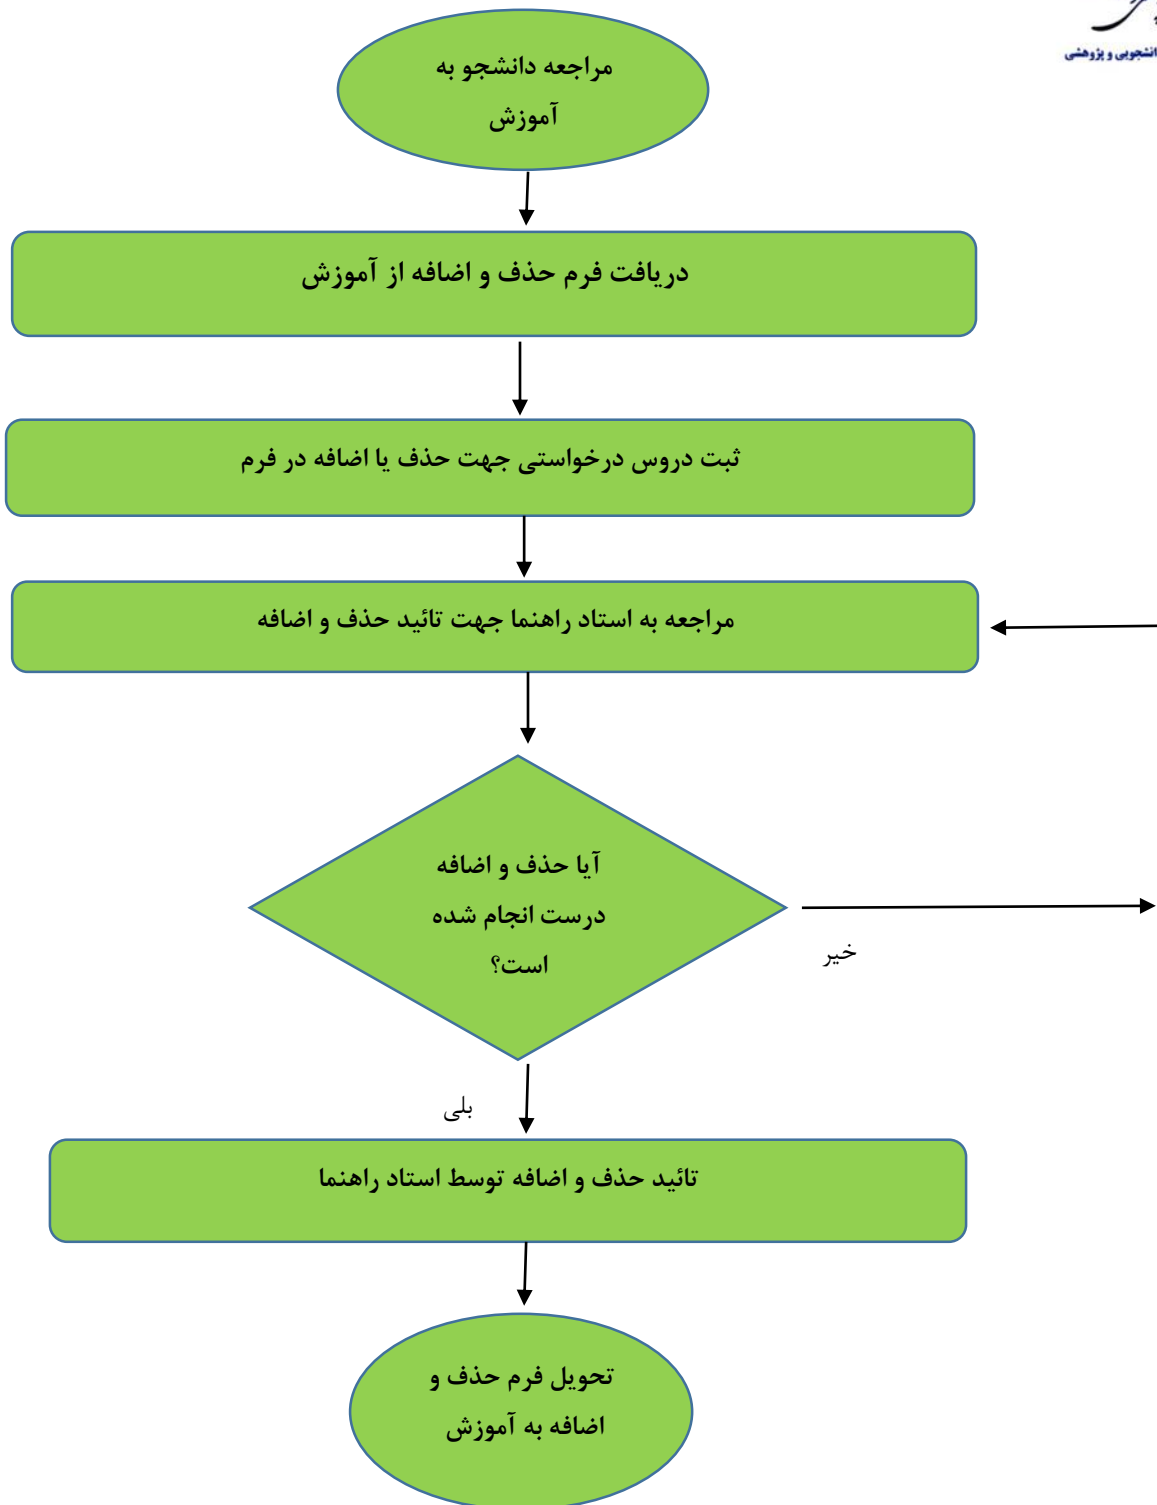 انشجویی و پژوهشی
مراجعه دانشجو به
آموزش
دریافت فرم حذف و اضافه از آموزش
ثبت دروس درخواستی جهت حذف یا اضافه در فرم
مراجعه به استاد راهنما جهت تائید حذف و اضافه
آیا حذف و اضافه
درست انجام شده
است؟
خیر
بلی
تائید حذف و اضافه توسط استاد راهنما
تحویل فرم حذف و
اضافه به آموزش